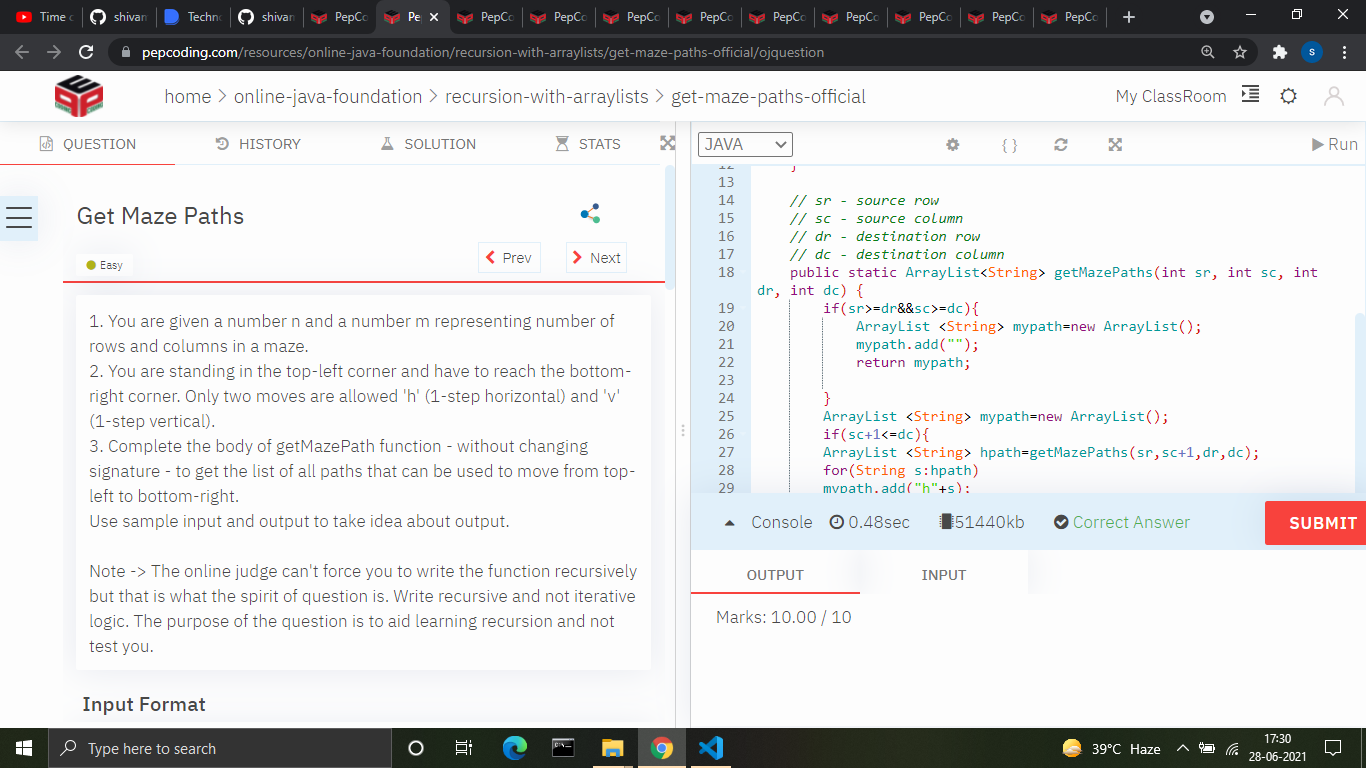 Time c
shivan
Techno
shivan
PepCo
Pe
PepCo
PepCo
PepCo
PepCo
PepCo
PepCo
PepCo
PepCo
PepCo
pepcoding.com/resources/online-java-foundation/recursion-with-arraylists/get-maze-paths-official/ojquestion
S
home > online-java-foundation > recursion-with-arraylists > get-maze-paths-official
My ClassRoom
QUESTION
HISTORY
SOLUTION
STATS
JAVA
{ }
Run
Get Maze Paths
Easy
Prev
Next
1. You are given a number n and a number m representing number of
rows and columns in a maze.
2. You are standing in the top-left corner and have to reach the bottom-
right corner. Only two moves are allowed 'h' (1-step horizontal) and 'v'
(1-step vertical).
3. Complete the body of getMazePath function - without changing
signature - to get the list of all paths that can be used to move from top-
left to bottom-right.
Use sample input and output to take idea about output.
Note -> The online judge can't force you to write the function recursively
but that is what the spirit of question is. Write recursive and not iterative
logic. The purpose of the question is to aid learning recursion and not
test you.
Input Format
12 }
13
14 // sr - source row
15 // sc - source column
16 // dr - destination row
17 // dc - destination column
18 public static ArrayList<String> getMazePaths(int sr, int sc, int
dr, int dc) {
19 if(sr>=dr&&sc>=dc){
20 ArrayList <String> mypath=new ArrayList();
21 mypath.add("");
22 return mypath;
23
24 }
25 ArrayList <String> mypath=new ArrayList();
26 if(sc+1<=dc){
27 ArrayList <String> hpath=getMazePaths(sr,sc+1,dr,dc);
28 for(String s:hpath)
29 mypath.add("h"+s);
Console
0.48sec
51440kb
Correct Answer
SUBMIT
OUTPUT
INPUT
Marks: 10.00 / 10
Type here to search
39°C Haze
17:30
28-06-2021